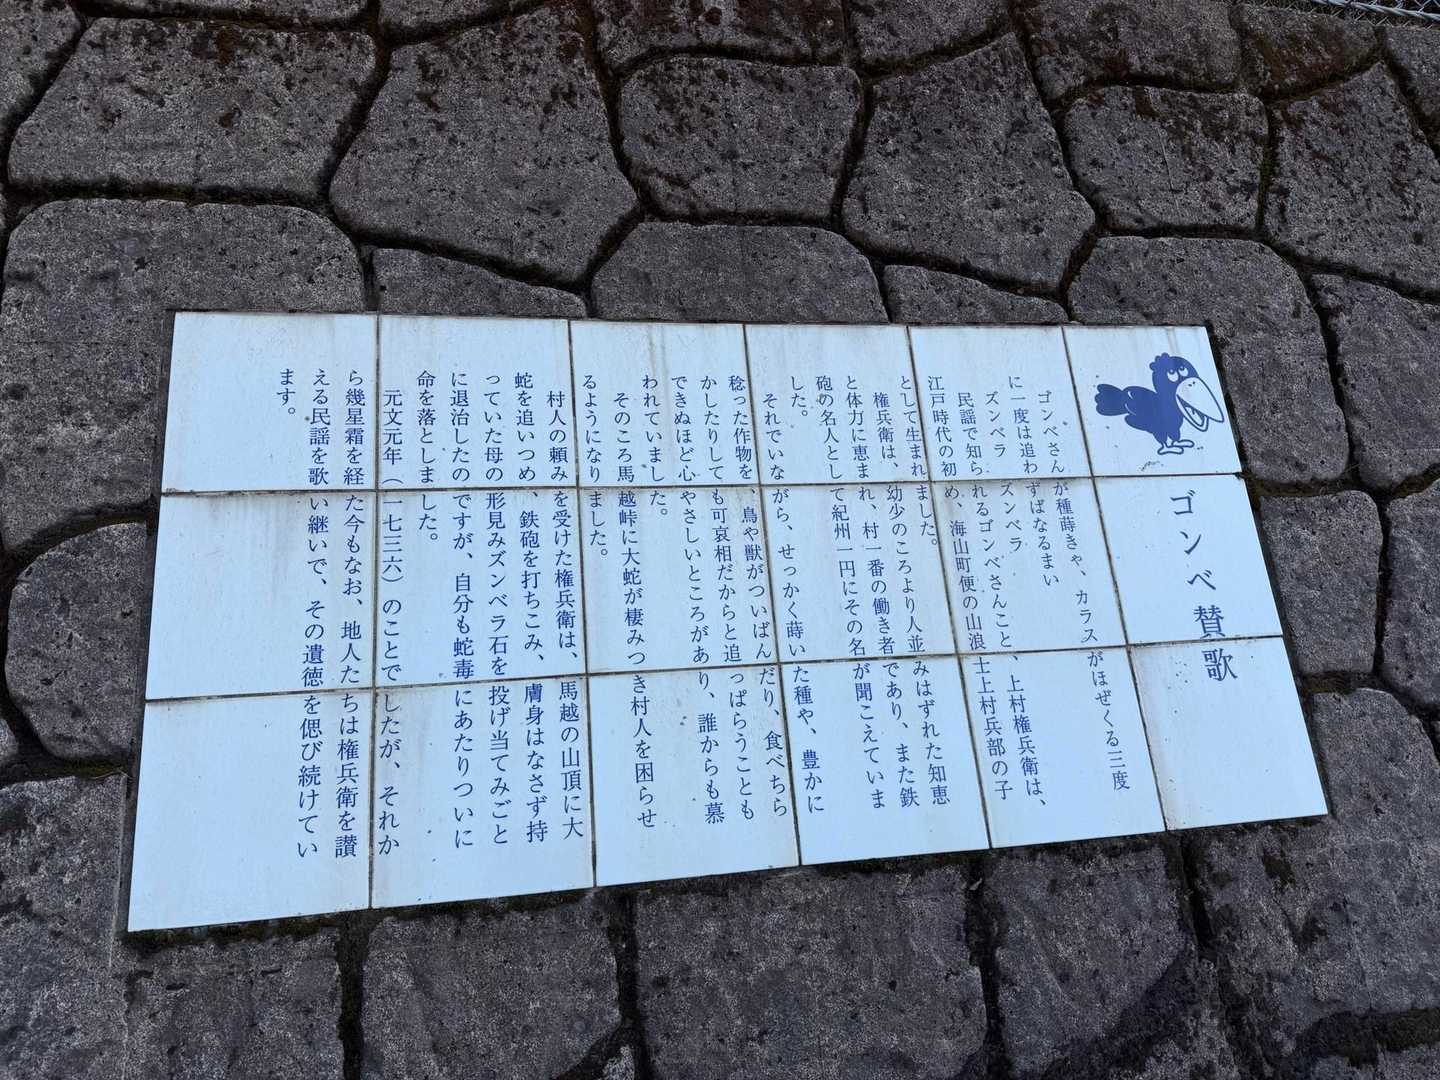 ゴンベ賛歌
ゴンベさんが種蒔きゃ、カラスがほぜくる三度
に一度は追わずばなるまい
ズンベラズンベラ
民謡で知られるゴンベさんこと、上村権兵衛は、
江戸時代の初め、海山町便の山浪士上村兵部の子
として生まれました。
権兵衛は、幼少のころより人並みはずれた知恵
と体力に恵まれ、村一番の働き者であり、また鉄
砲の名人として紀州一円にその名が聞こえていま
した。
それでいながら、せっかく蒔いた種や、豊かに
稔った作物を、鳥や獣がついばんだり、食べちら
かしたりしても可哀相だからと追っぱらうことも
できぬほど心やさしいところがあり、誰からも慕
われていました。
そのころ馬越峠に大蛇が棲みつき村人を困らせ
るようになりました。
村人の頼みを受けた権兵衛は、馬越の山頂に大
蛇を追いつめ、鉄砲を打ちこみ、膚身はなさず持
っていた母の形見みズンベラ石を投げ当てみごと
に退治したのですが、自分も蛇毒にあたりついに
命を落としました。
元文元年（一七三六）のことでしたが、それか
ら幾星霜を経た今もなお、地人たちは権兵衛を讃
える民謡を歌い継いで、その遺徳を偲び続けてい
ます。